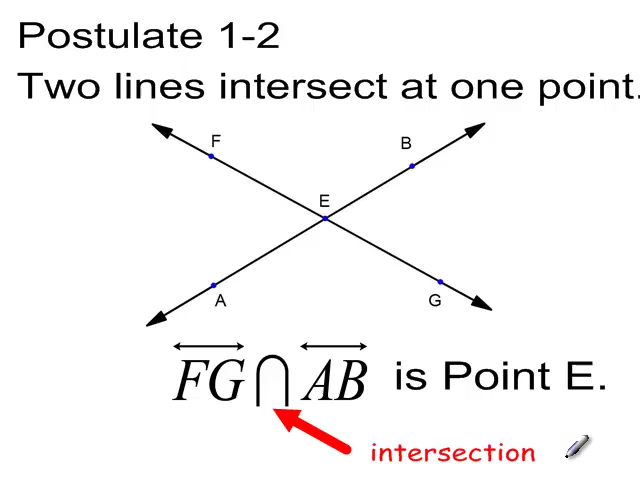 Postulate 1-2
Two lines intersect at one point.
F
B
E
A
G
FG ∩ AB is Point E.
intersection